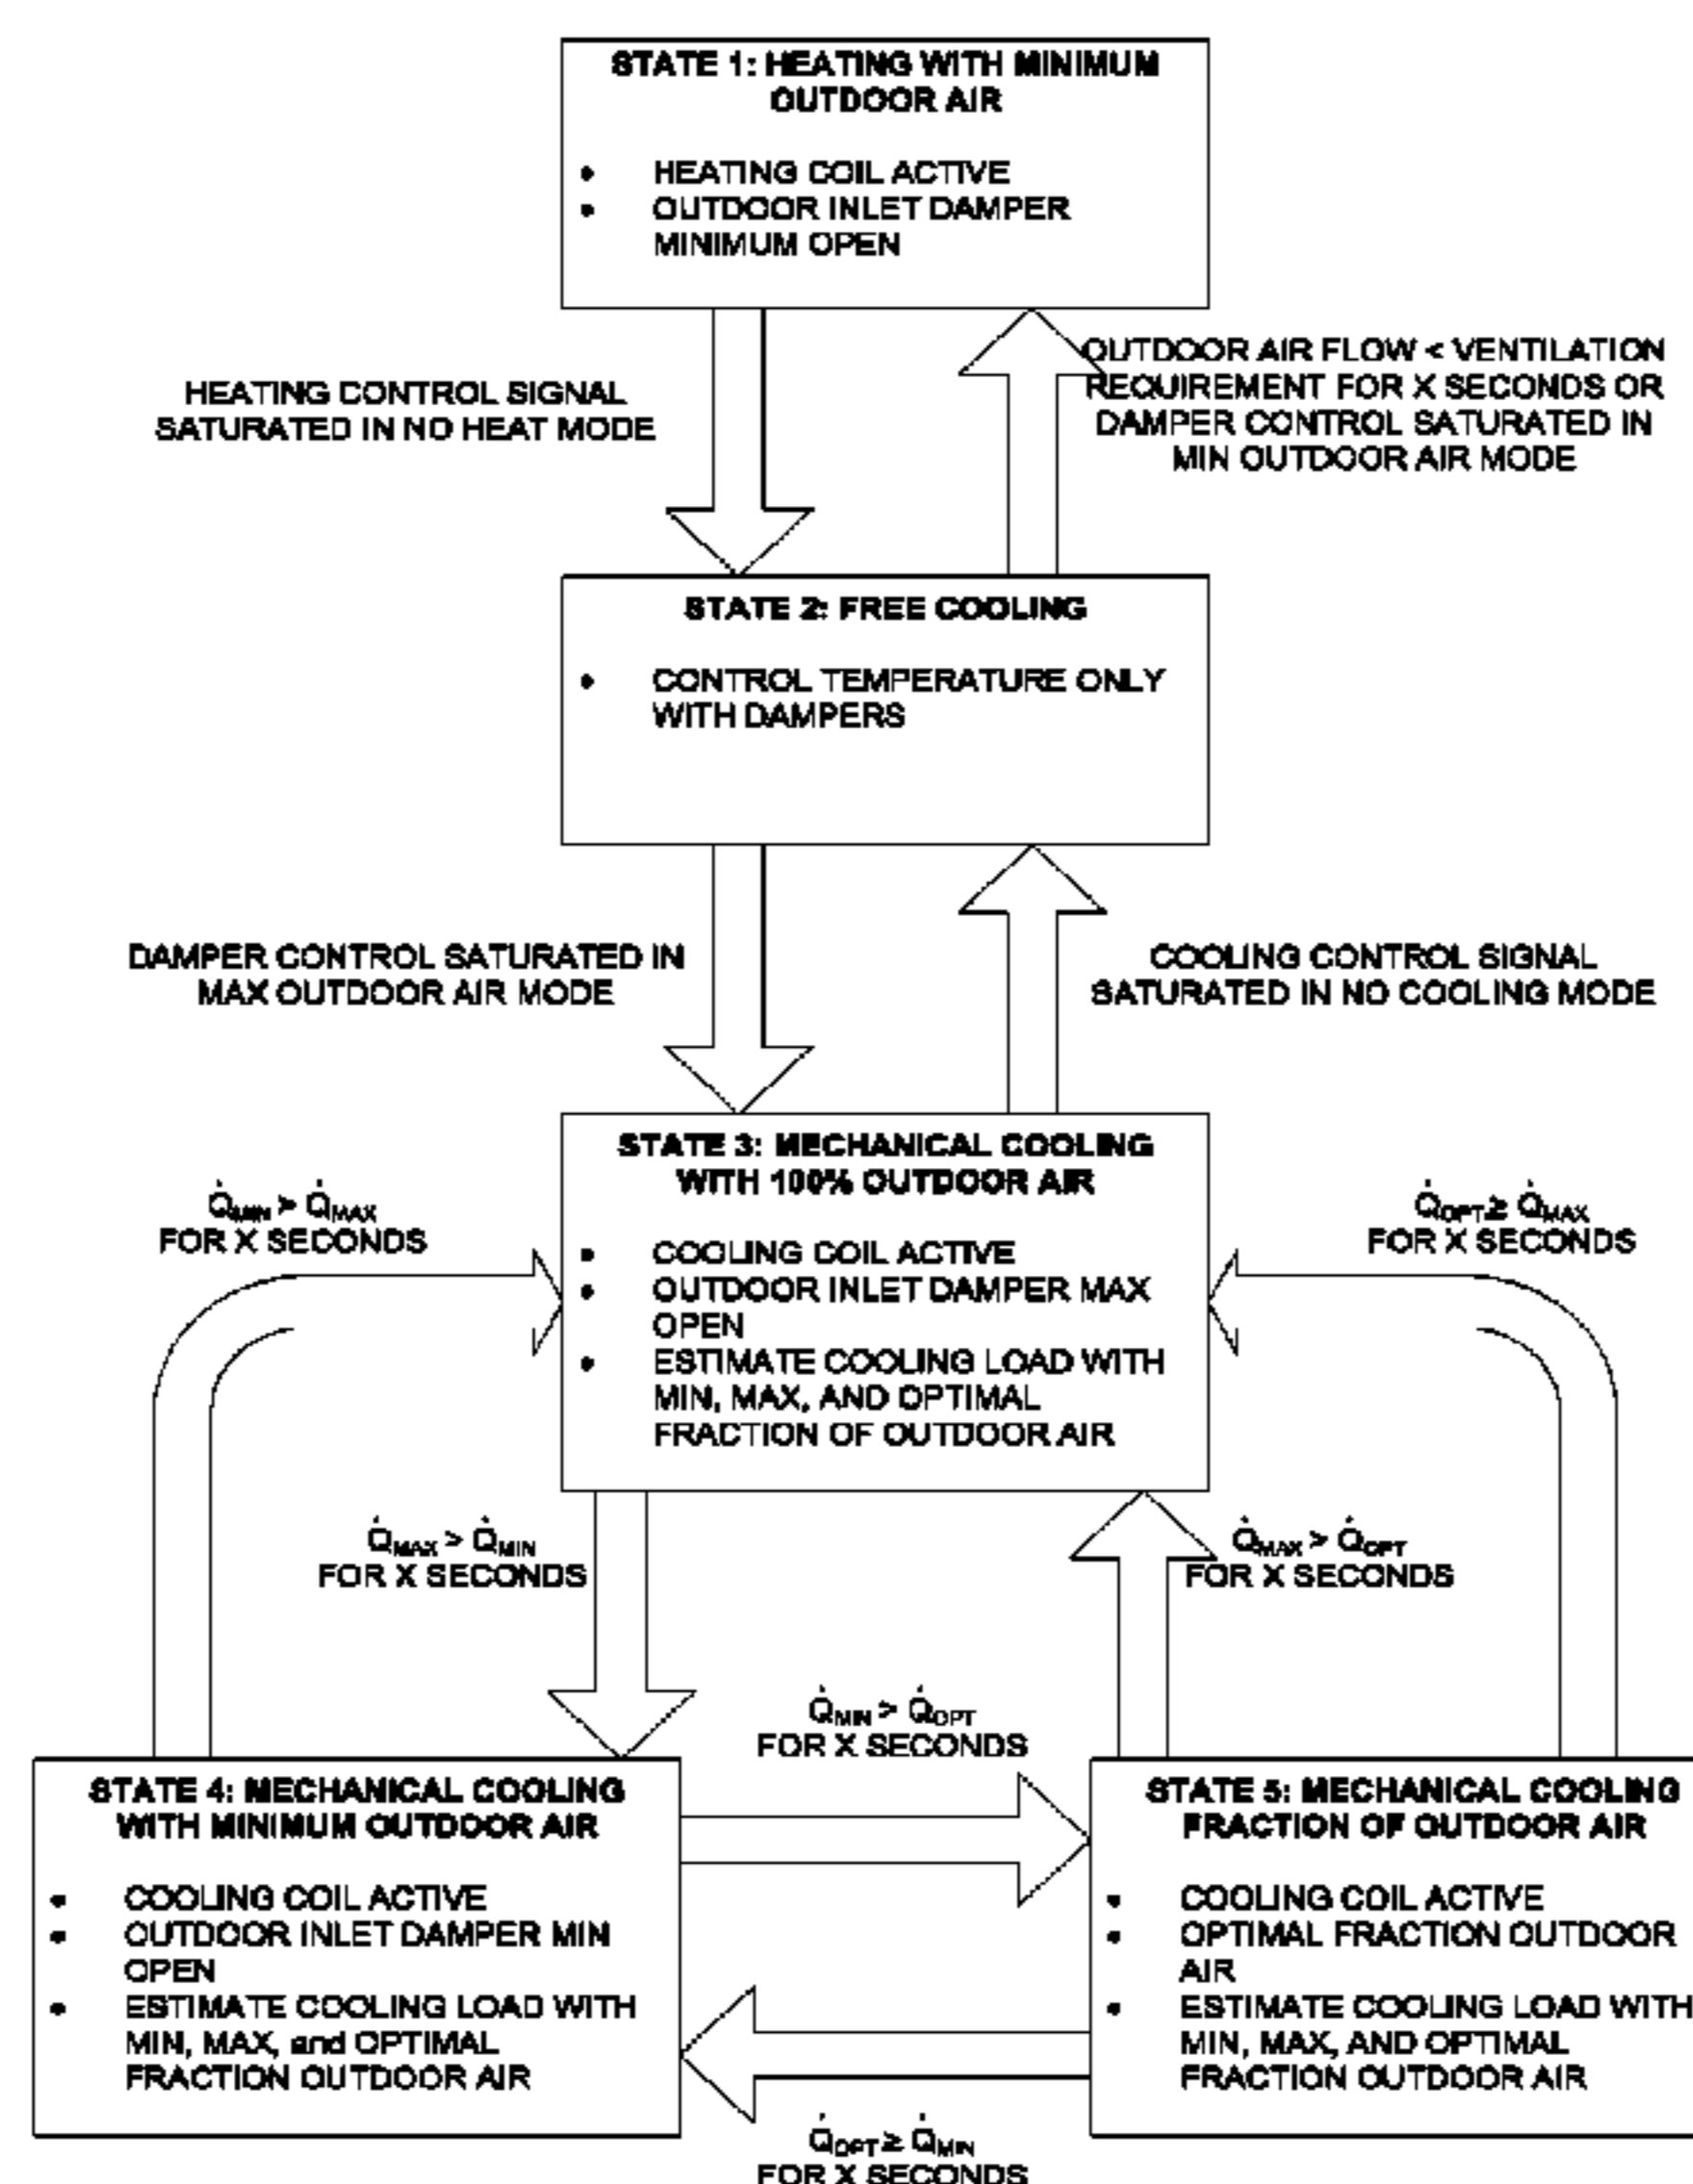 STATE 1: HEATING WITH MINIMUM
OUTDOOR AIR
• HEATING COIL ACTIVE
• OUTDOOR INLET DAMPER
MINIMUM OPEN
HEATING CONTROL SIGNAL
SATURATED IN NO HEAT MODE
OUTDOOR AIR FLOW < VENTILATION
REQUIREMENT FOR X SECONDS OR
DAMPER CONTROL SATURATED IN
MIN OUTDOOR AIR MODE
STATE 2: FREE COOLING
• CONTROL TEMPERATURE ONLY
WITH DAMPERS
DAMPER CONTROL SATURATED IN
MAX OUTDOOR AIR MODE
COOLING CONTROL SIGNAL
SATURATED IN NO COOLING MODE
STATE 3: MECHANICAL COOLING
WITH 100% OUTDOOR AIR
• COOLING COIL ACTIVE
• OUTDOOR INLET DAMPER MAX
OPEN
• ESTIMATE COOLING LOAD WITH
MIN, MAX, AND OPTIMAL
FRACTION OF OUTDOOR AIR
Q̇MIN > Q̇MAX
FOR X SECONDS
Q̇OPT ≥ Q̇MAX
FOR X SECONDS
Q̇MAX > Q̇MIN
FOR X SECONDS
Q̇MAX > Q̇OPT
FOR X SECONDS
Q̇MIN > Q̇OPT
FOR X SECONDS
STATE 4: MECHANICAL COOLING
WITH MINIMUM OUTDOOR AIR
• COOLING COIL ACTIVE
• OUTDOOR INLET DAMPER MIN
OPEN
• ESTIMATE COOLING LOAD WITH
MIN, MAX, and OPTIMAL
FRACTION OUTDOOR AIR
STATE 5: MECHANICAL COOLING
FRACTION OF OUTDOOR AIR
• COOLING COIL ACTIVE
• OPTIMAL FRACTION OUTDOOR
AIR
• ESTIMATE COOLING LOAD WITH
MIN, MAX, AND OPTIMAL
FRACTION OUTDOOR AIR
Q̇OPT ≥ Q̇MIN
FOR X SECONDS